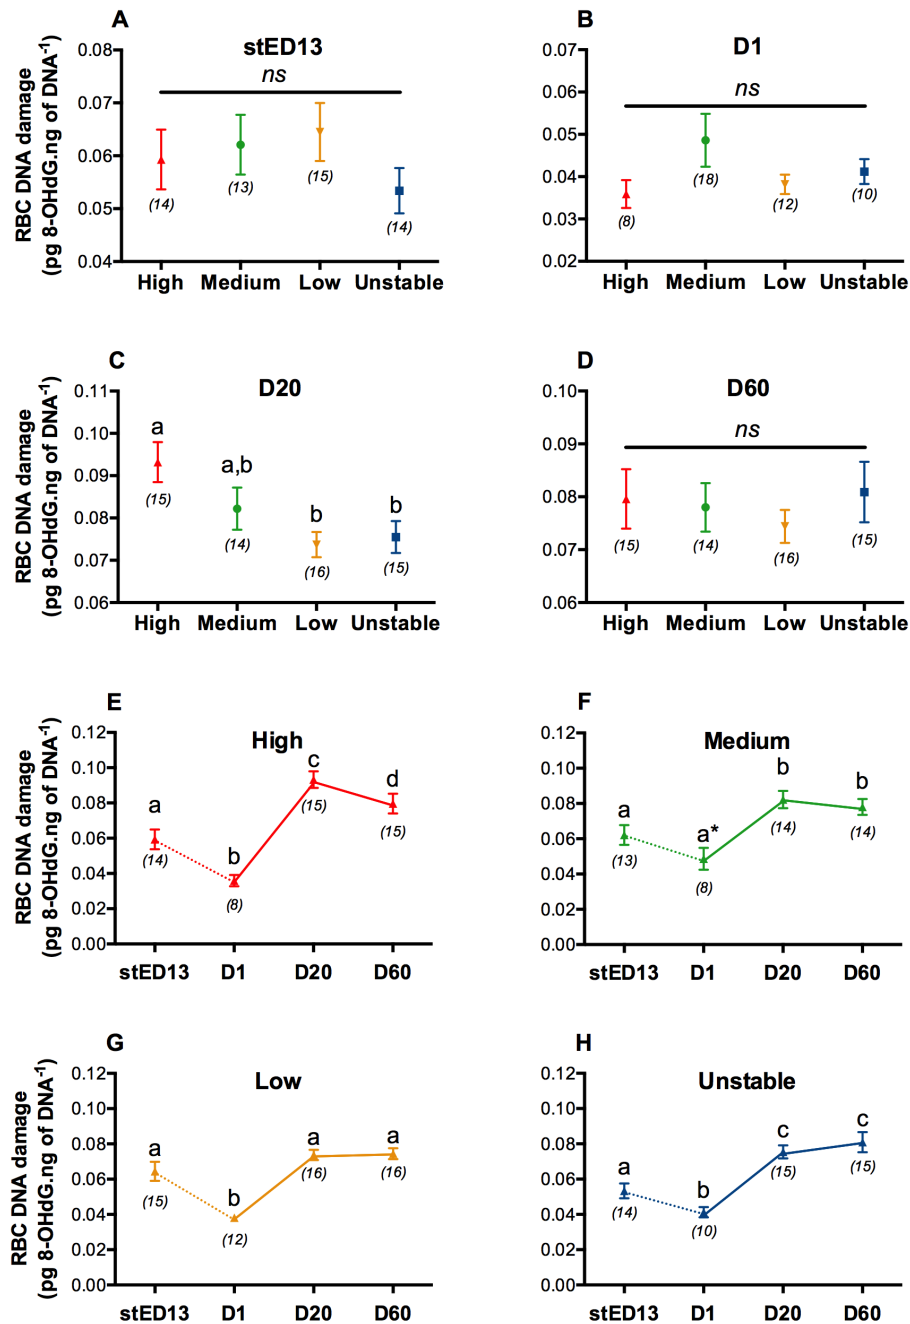 A
stED13
RBC DNA damage
(pg 8-OHdG.ng of DNA⁻¹)
0.08
0.07
0.06
0.05
0.04
ns
(14)
(13)
(15)
(14)
High Medium Low Unstable
B
D1
0.07
0.06
0.05
0.04
0.03
0.02
ns
(8)
(18)
(12)
(10)
High Medium Low Unstable
C
D20
RBC DNA damage
(pg 8-OHdG.ng of DNA⁻¹)
0.11
0.10
0.09
0.08
0.07
0.06
a
a,b
b
b
(15)
(14)
(16)
(15)
High Medium Low Unstable
D
D60
0.10
0.09
0.08
0.07
0.06
ns
(15)
(14)
(16)
(15)
High Medium Low Unstable
E
High
RBC DNA damage
(pg 8-OHdG.ng of DNA⁻¹)
0.12
0.10
0.08
0.06
0.04
0.02
0.00
a
b
c
d
(14)
(8)
(15)
(15)
stED13 D1 D20 D60
F
Medium
0.12
0.10
0.08
0.06
0.04
0.02
0.00
a
a*
b
b
(13)
(8)
(14)
(14)
stED13 D1 D20 D60
G
Low
RBC DNA damage
(pg 8-OHdG.ng of DNA⁻¹)
0.12
0.10
0.08
0.06
0.04
0.02
0.00
a
b
a
a
(15)
(12)
(16)
(16)
stED13 D1 D20 D60
H
Unstable
0.12
0.10
0.08
0.06
0.04
0.02
0.00
a
b
c
c
(14)
(10)
(15)
(15)
stED13 D1 D20 D60